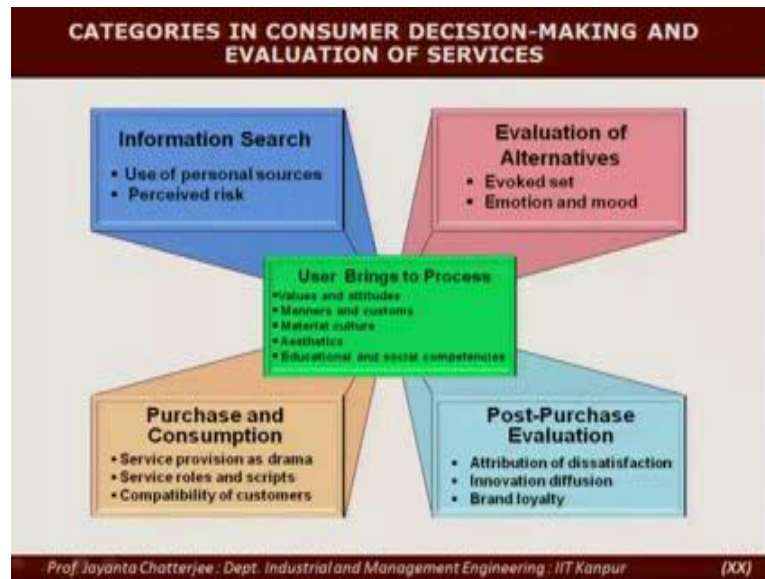 CATEGORIES IN CONSUMER DECISION-MAKING AND
EVALUATION OF SERVICES
Information Search
▪ Use of personal sources
▪ Perceived risk
Evaluation of
Alternatives
▪ Evoked set
▪ Emotion and mood
User Brings to Process
▪Values and attitudes
▪Manners and customs
▪Material culture
▪Aesthetics
▪Educational and social competencies
Purchase and
Consumption
▪Service provision as drama
▪Service roles and scripts
▪Compatibility of customers
Post-Purchase
Evaluation
▪ Attribution of dissatisfaction
▪ Innovation diffusion
▪ Brand loyalty
Prof. Jayanta Chatterjee : Dept. Industrial and Management Engineering : IIT Kanpur (XX)